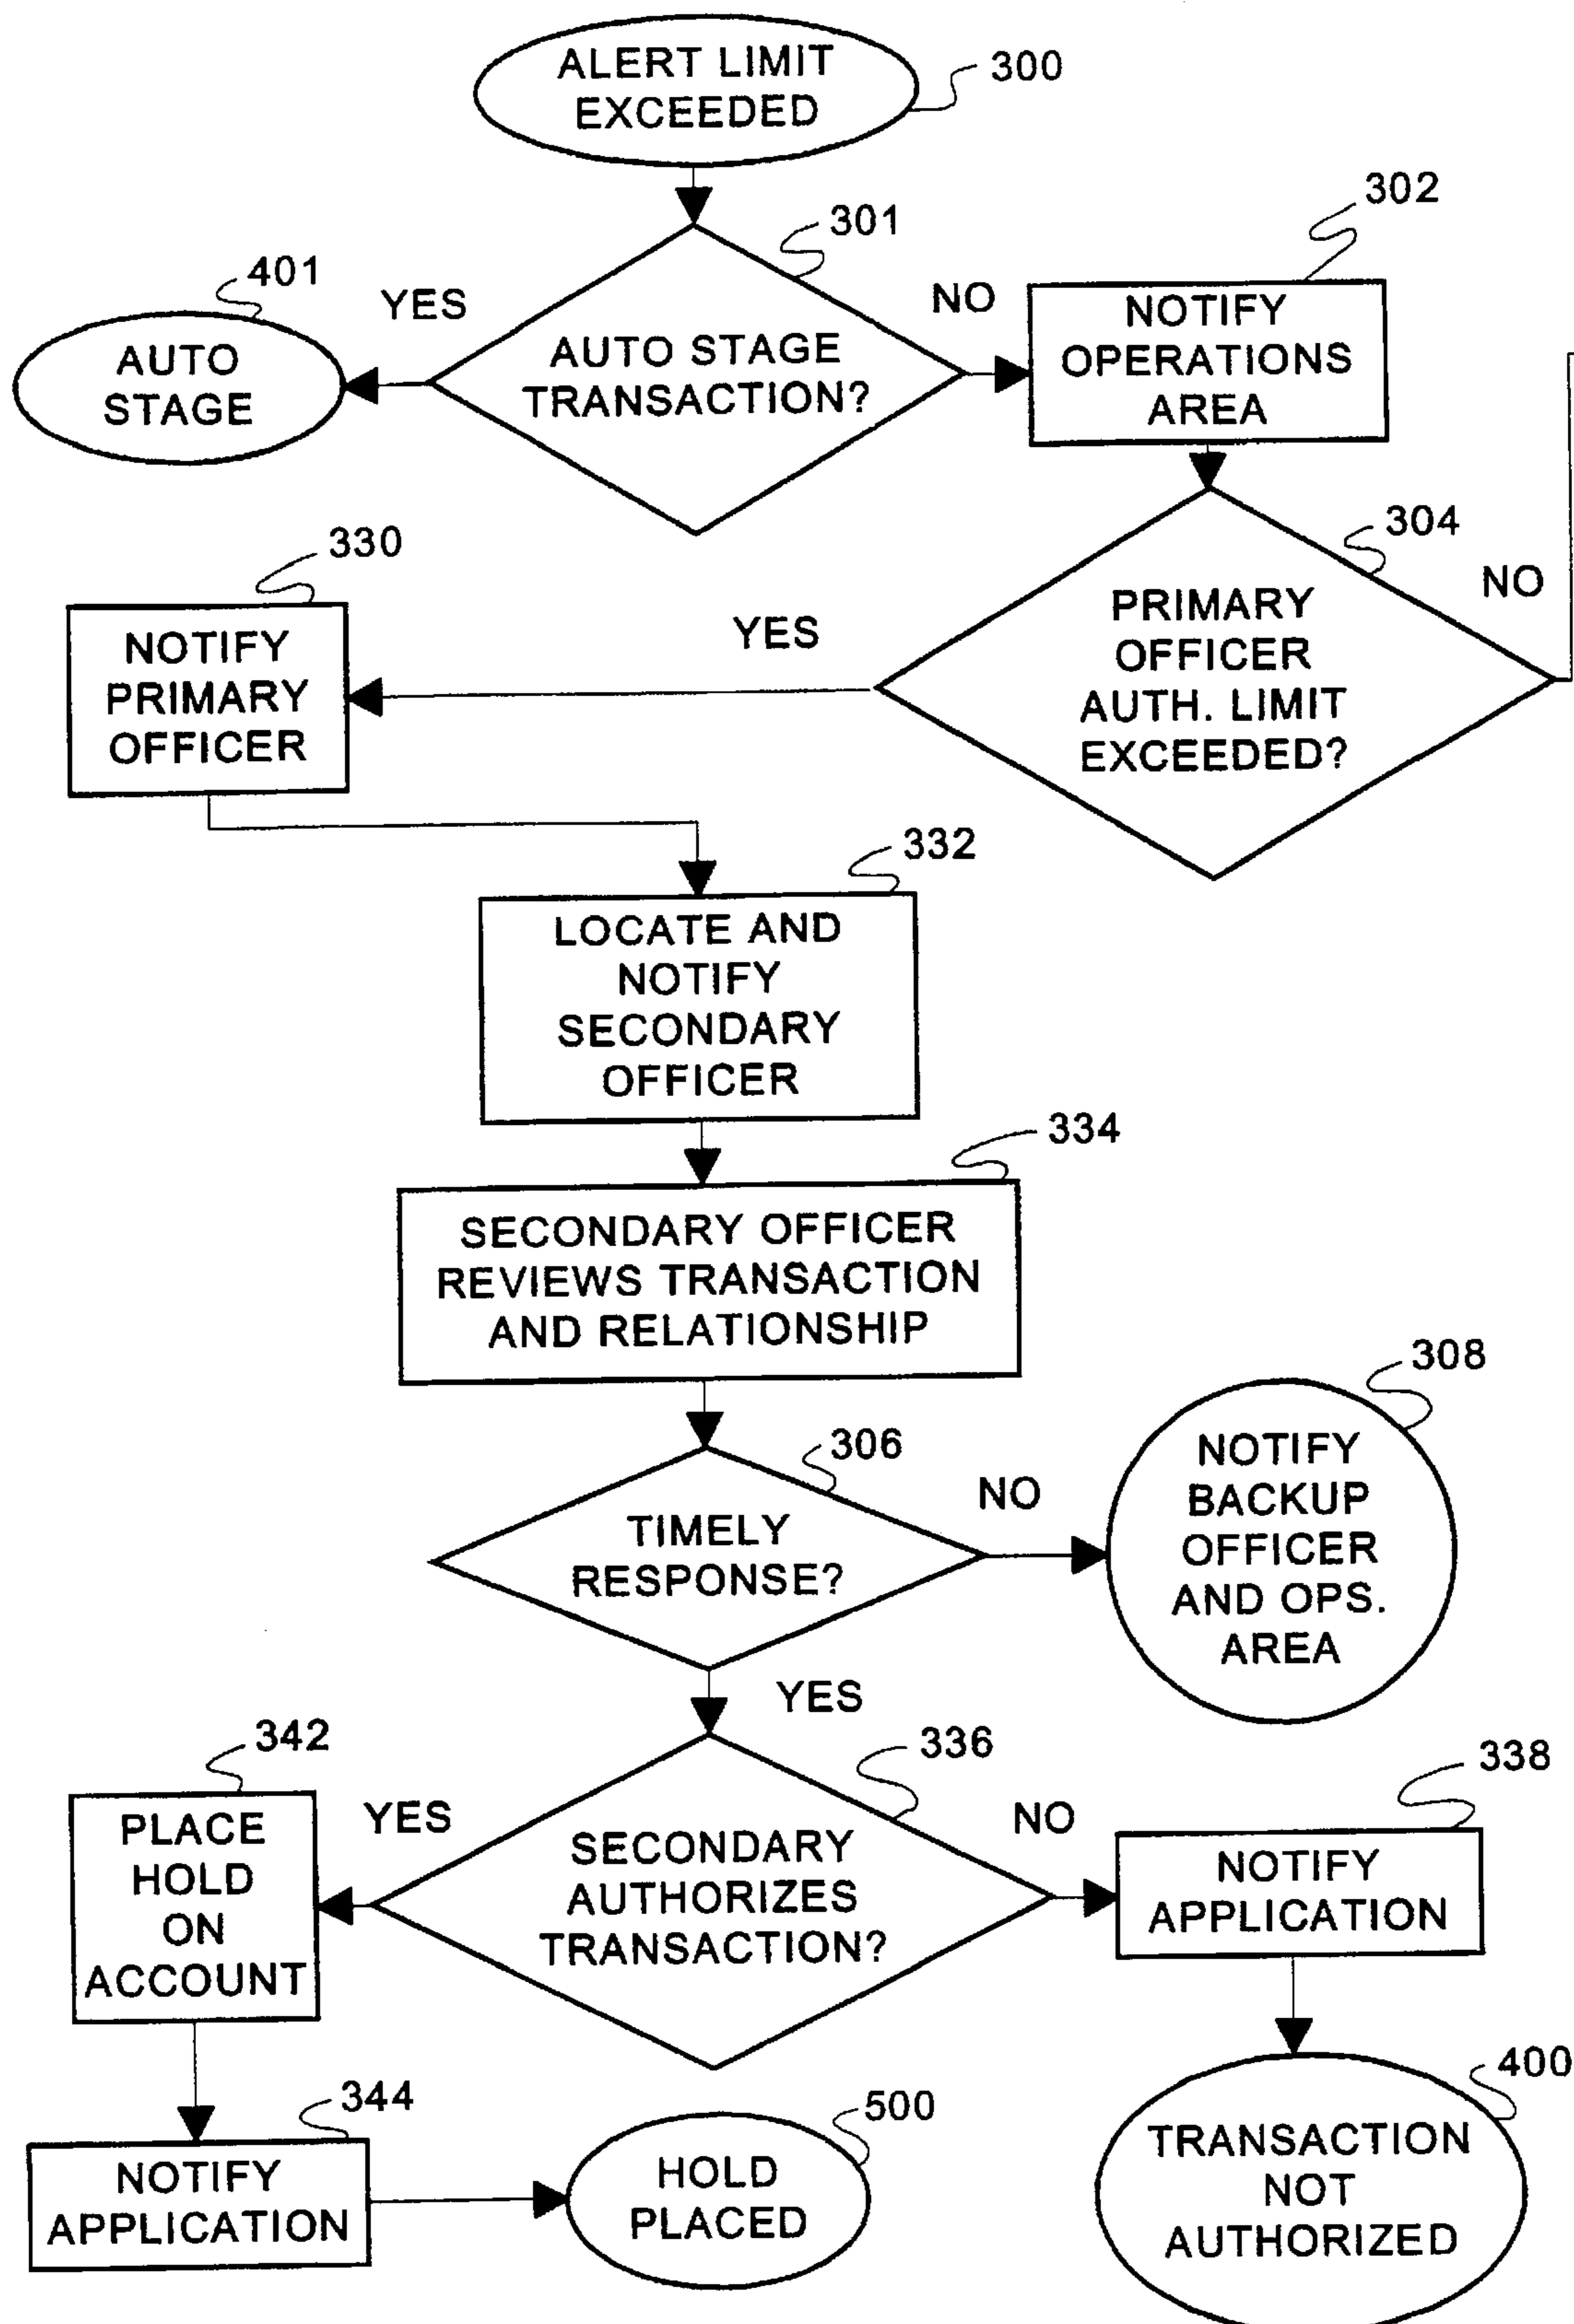 ALERT LIMIT
EXCEEDED
300
301
302
401
YES
NO
AUTO
STAGE
AUTO STAGE
TRANSACTION?
NOTIFY
OPERATIONS
AREA
330
304
NO
YES
NOTIFY
PRIMARY
OFFICER
PRIMARY
OFFICER
AUTH. LIMIT
EXCEEDED?
332
LOCATE AND
NOTIFY
SECONDARY
OFFICER
334
SECONDARY OFFICER
REVIEWS TRANSACTION
AND RELATIONSHIP
308
306
NO
TIMELY
RESPONSE?
NOTIFY
BACKUP
OFFICER
AND OPS.
AREA
YES
342
336
338
YES
NO
PLACE
HOLD
ON
ACCOUNT
SECONDARY
AUTHORIZES
TRANSACTION?
NOTIFY
APPLICATION
344
500
400
NOTIFY
APPLICATION
HOLD
PLACED
TRANSACTION
NOT
AUTHORIZED